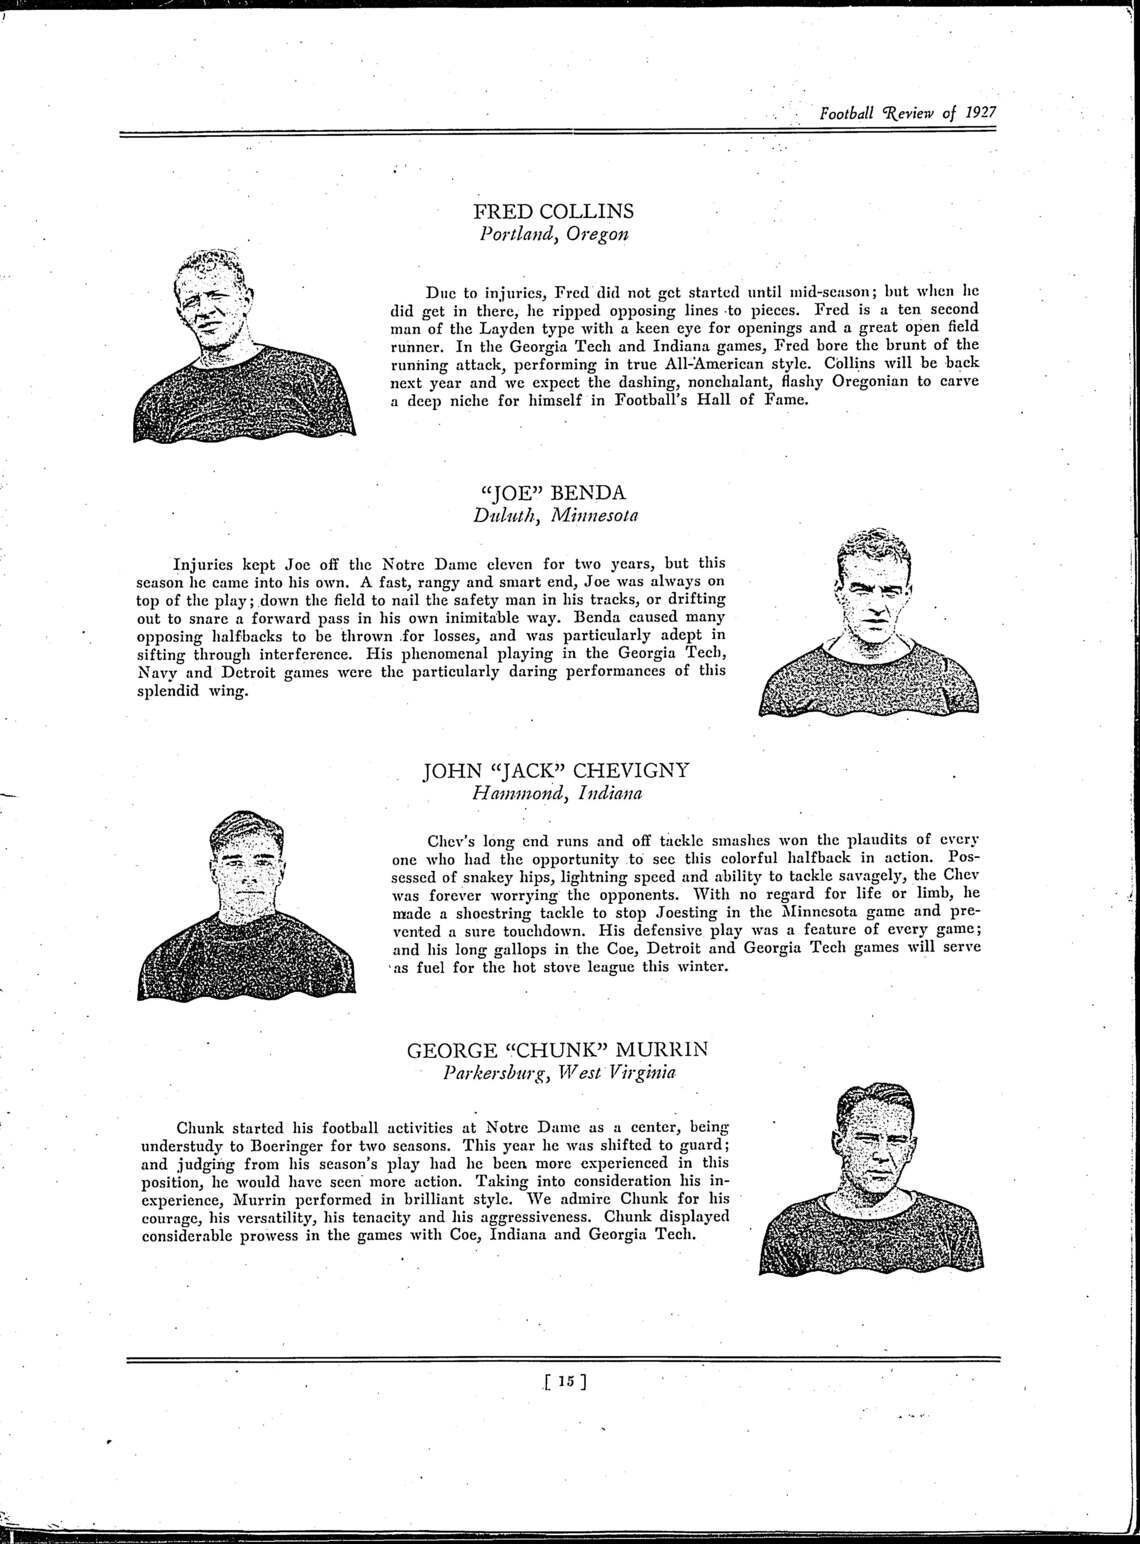 Football Review of 1927
FRED COLLINS
Portland, Oregon
Due to injuries, Fred did not get started until mid-season; but when he
did get in there, he ripped opposing lines to pieces. Fred is a ten second
man of the Layden type with a keen eye for openings and a great open field
runner. In the Georgia Tech and Indiana games, Fred bore the brunt of the
running attack, performing in true All-American style. Collins will be back
next year and we expect the dashing, nonchalant, flashy Oregonian to carve
a deep niche for himself in Football's Hall of Fame.
"JOE" BENDA
Duluth, Minnesota
Injuries kept Joe off the Notre Dame eleven for two years, but this
season he came into his own. A fast, rangy and smart end, Joe was always on
top of the play; down the field to nail the safety man in his tracks, or drifting
out to snare a forward pass in his own inimitable way. Benda caused many
opposing halfbacks to be thrown for losses, and was particularly adept in
sifting through interference. His phenomenal playing in the Georgia Tech,
Navy and Detroit games were the particularly daring performances of this
splendid wing.
JOHN "JACK" CHEVIGNY
Hammond, Indiana
Chev's long end runs and off tackle smashes won the plaudits of every
one who had the opportunity to see this colorful halfback in action. Pos-
sessed of snakey hips, lightning speed and ability to tackle savagely, the Chev
was forever worrying the opponents. With no regard for life or limb, he
made a shoestring tackle to stop Joesting in the Minnesota game and pre-
vented a sure touchdown. His defensive play was a feature of every game;
and his long gallops in the Coe, Detroit and Georgia Tech games will serve
as fuel for the hot stove league this winter.
GEORGE "CHUNK" MURRIN
Parkersburg, West Virginia
Chunk started his football activities at Notre Dame as a center, being
understudy to Boeringer for two seasons. This year he was shifted to guard;
and judging from his season's play had he been more experienced in this
position, he would have seen more action. Taking into consideration his in-
experience, Murrin performed in brilliant style. We admire Chunk for his
courage, his versatility, his tenacity and his aggressiveness. Chunk displayed
considerable prowess in the games with Coe, Indiana and Georgia Tech.
[ 15 ]